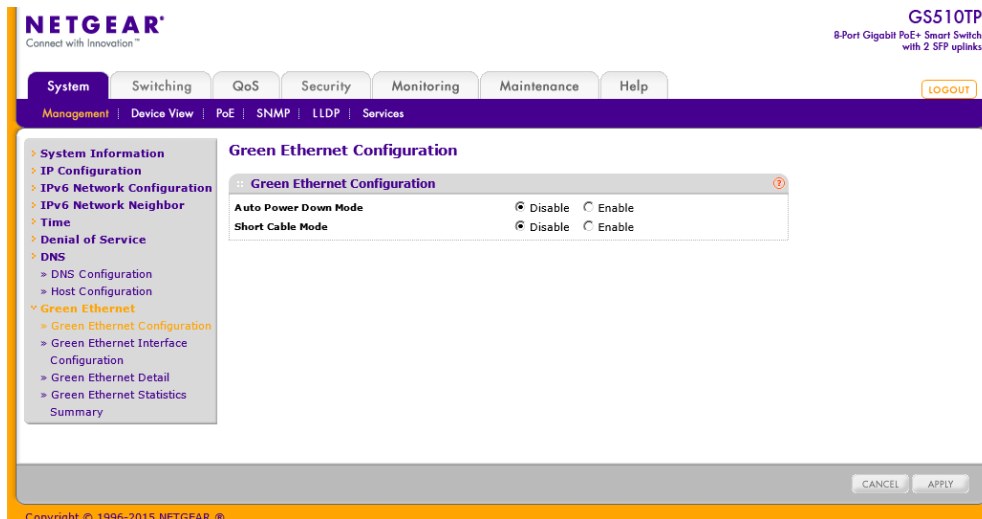 NETGEAR®
Connect with Innovation™
GS510TP
8-Port Gigabit PoE+ Smart Switch
with 2 SFP uplinks
System Switching QoS Security Monitoring Maintenance Help
LOGOUT
Management Device View PoE SNMP LLDP Services
System Information
IP Configuration
IPv6 Network Configuration
IPv6 Network Neighbor
Time
Denial of Service
DNS
» DNS Configuration
» Host Configuration
Green Ethernet
» Green Ethernet Configuration
» Green Ethernet Interface
Configuration
» Green Ethernet Detail
» Green Ethernet Statistics
Summary
Green Ethernet Configuration
Green Ethernet Configuration ?
Auto Power Down Mode Disable Enable
Short Cable Mode Disable Enable
CANCEL APPLY
Copyright © 1996-2015 NETGEAR ®